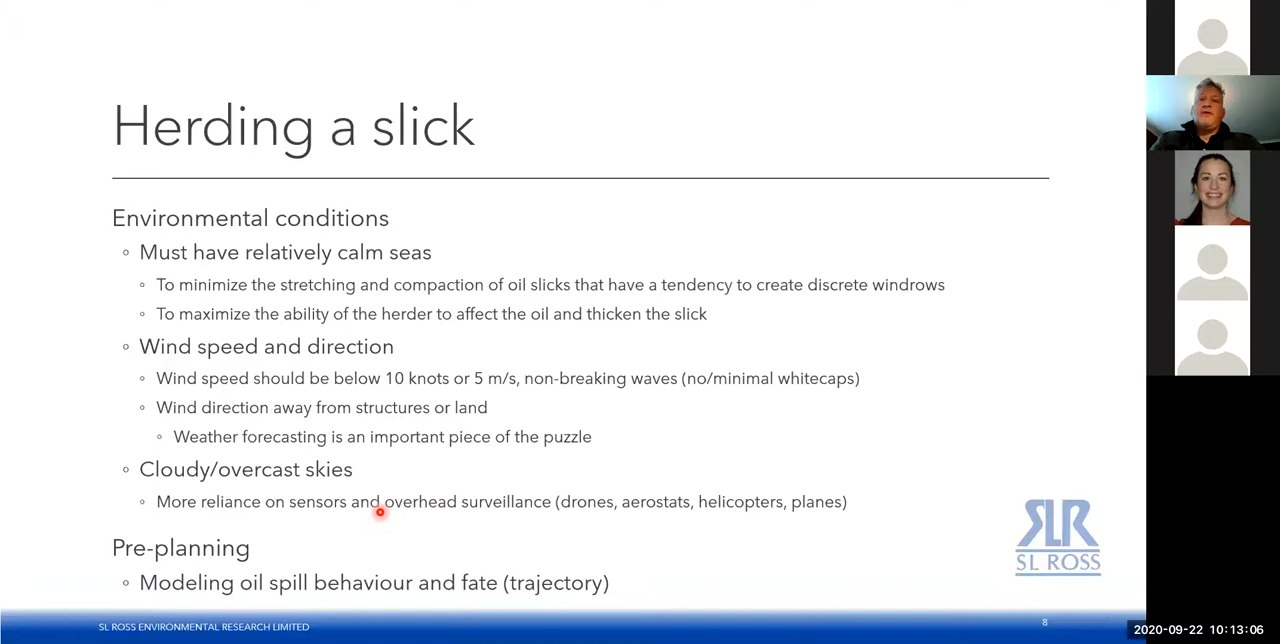 Herding a slick
Environmental conditions
Must have relatively calm seas
To minimize the stretching and compaction of oil slicks that have a tendency to create discrete windrows
To maximize the ability of the herder to affect the oil and thicken the slick
Wind speed and direction
Wind speed should be below 10 knots or 5 m/s, non-breaking waves (no/minimal whitecaps)
Wind direction away from structures or land
Weather forecasting is an important piece of the puzzle
Cloudy/overcast skies
More reliance on sensors and overhead surveillance (drones, aerostats, helicopters, planes)
Pre-planning
Modeling oil spill behaviour and fate (trajectory)
SLR
SL ROSS
SL ROSS ENVIRONMENTAL RESEARCH LIMITED
8
2020-09-22 10:13:06